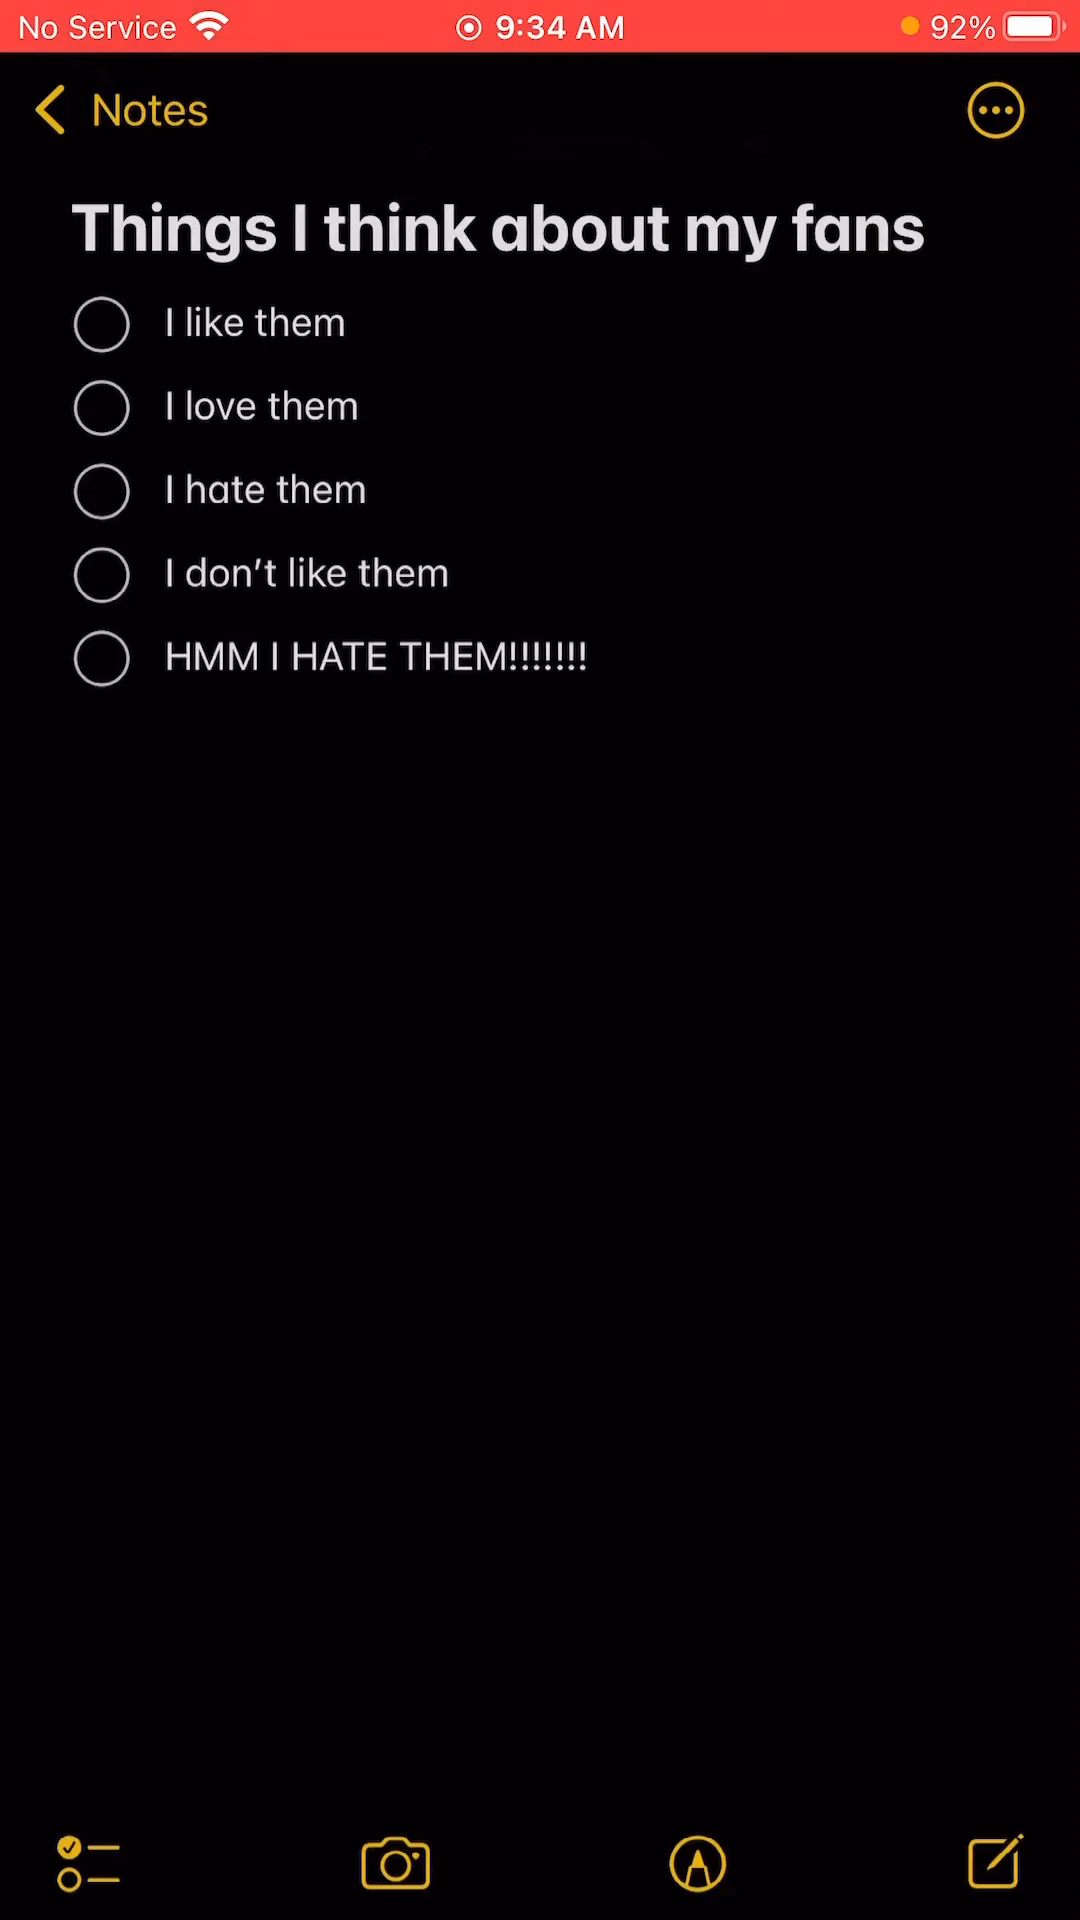 No Service 9:34 AM 92%
Notes
Things I think about my fans
I like them
I love them
I hate them
I don’t like them
HMM I HATE THEM!!!!!!!